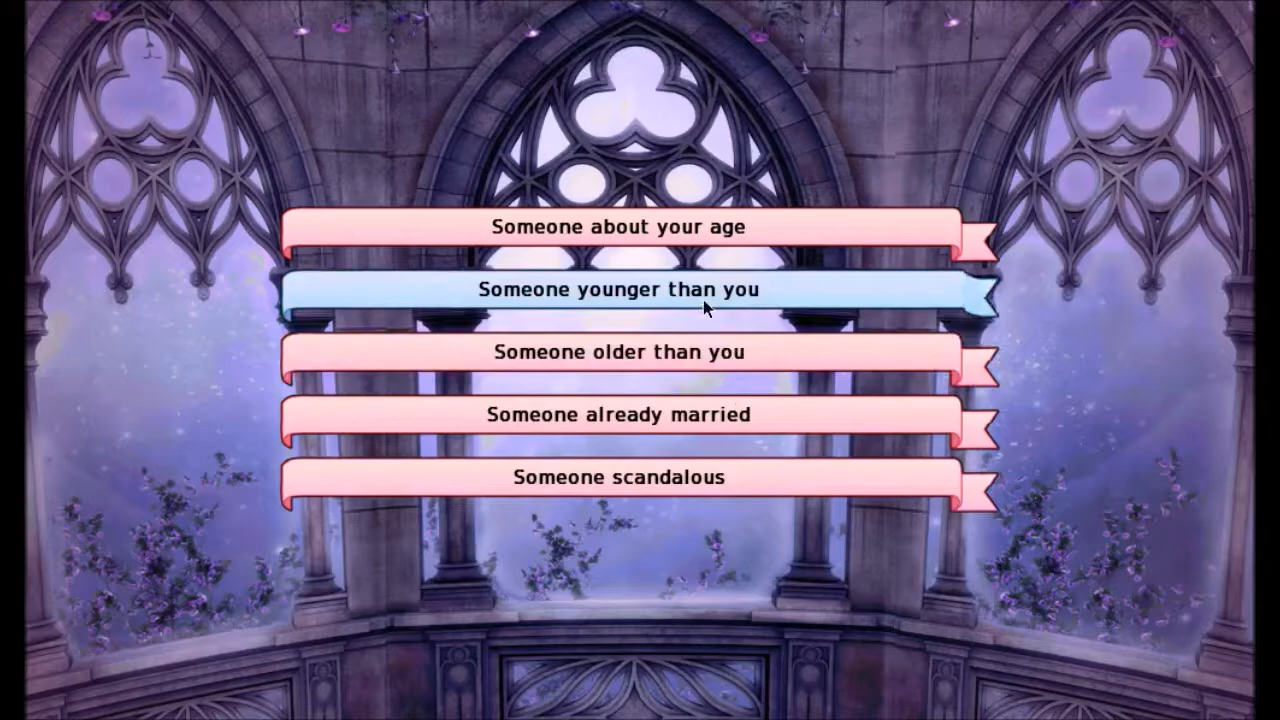 Someone about your age
Someone younger than you
Someone older than you
Someone already married
Someone scandalous